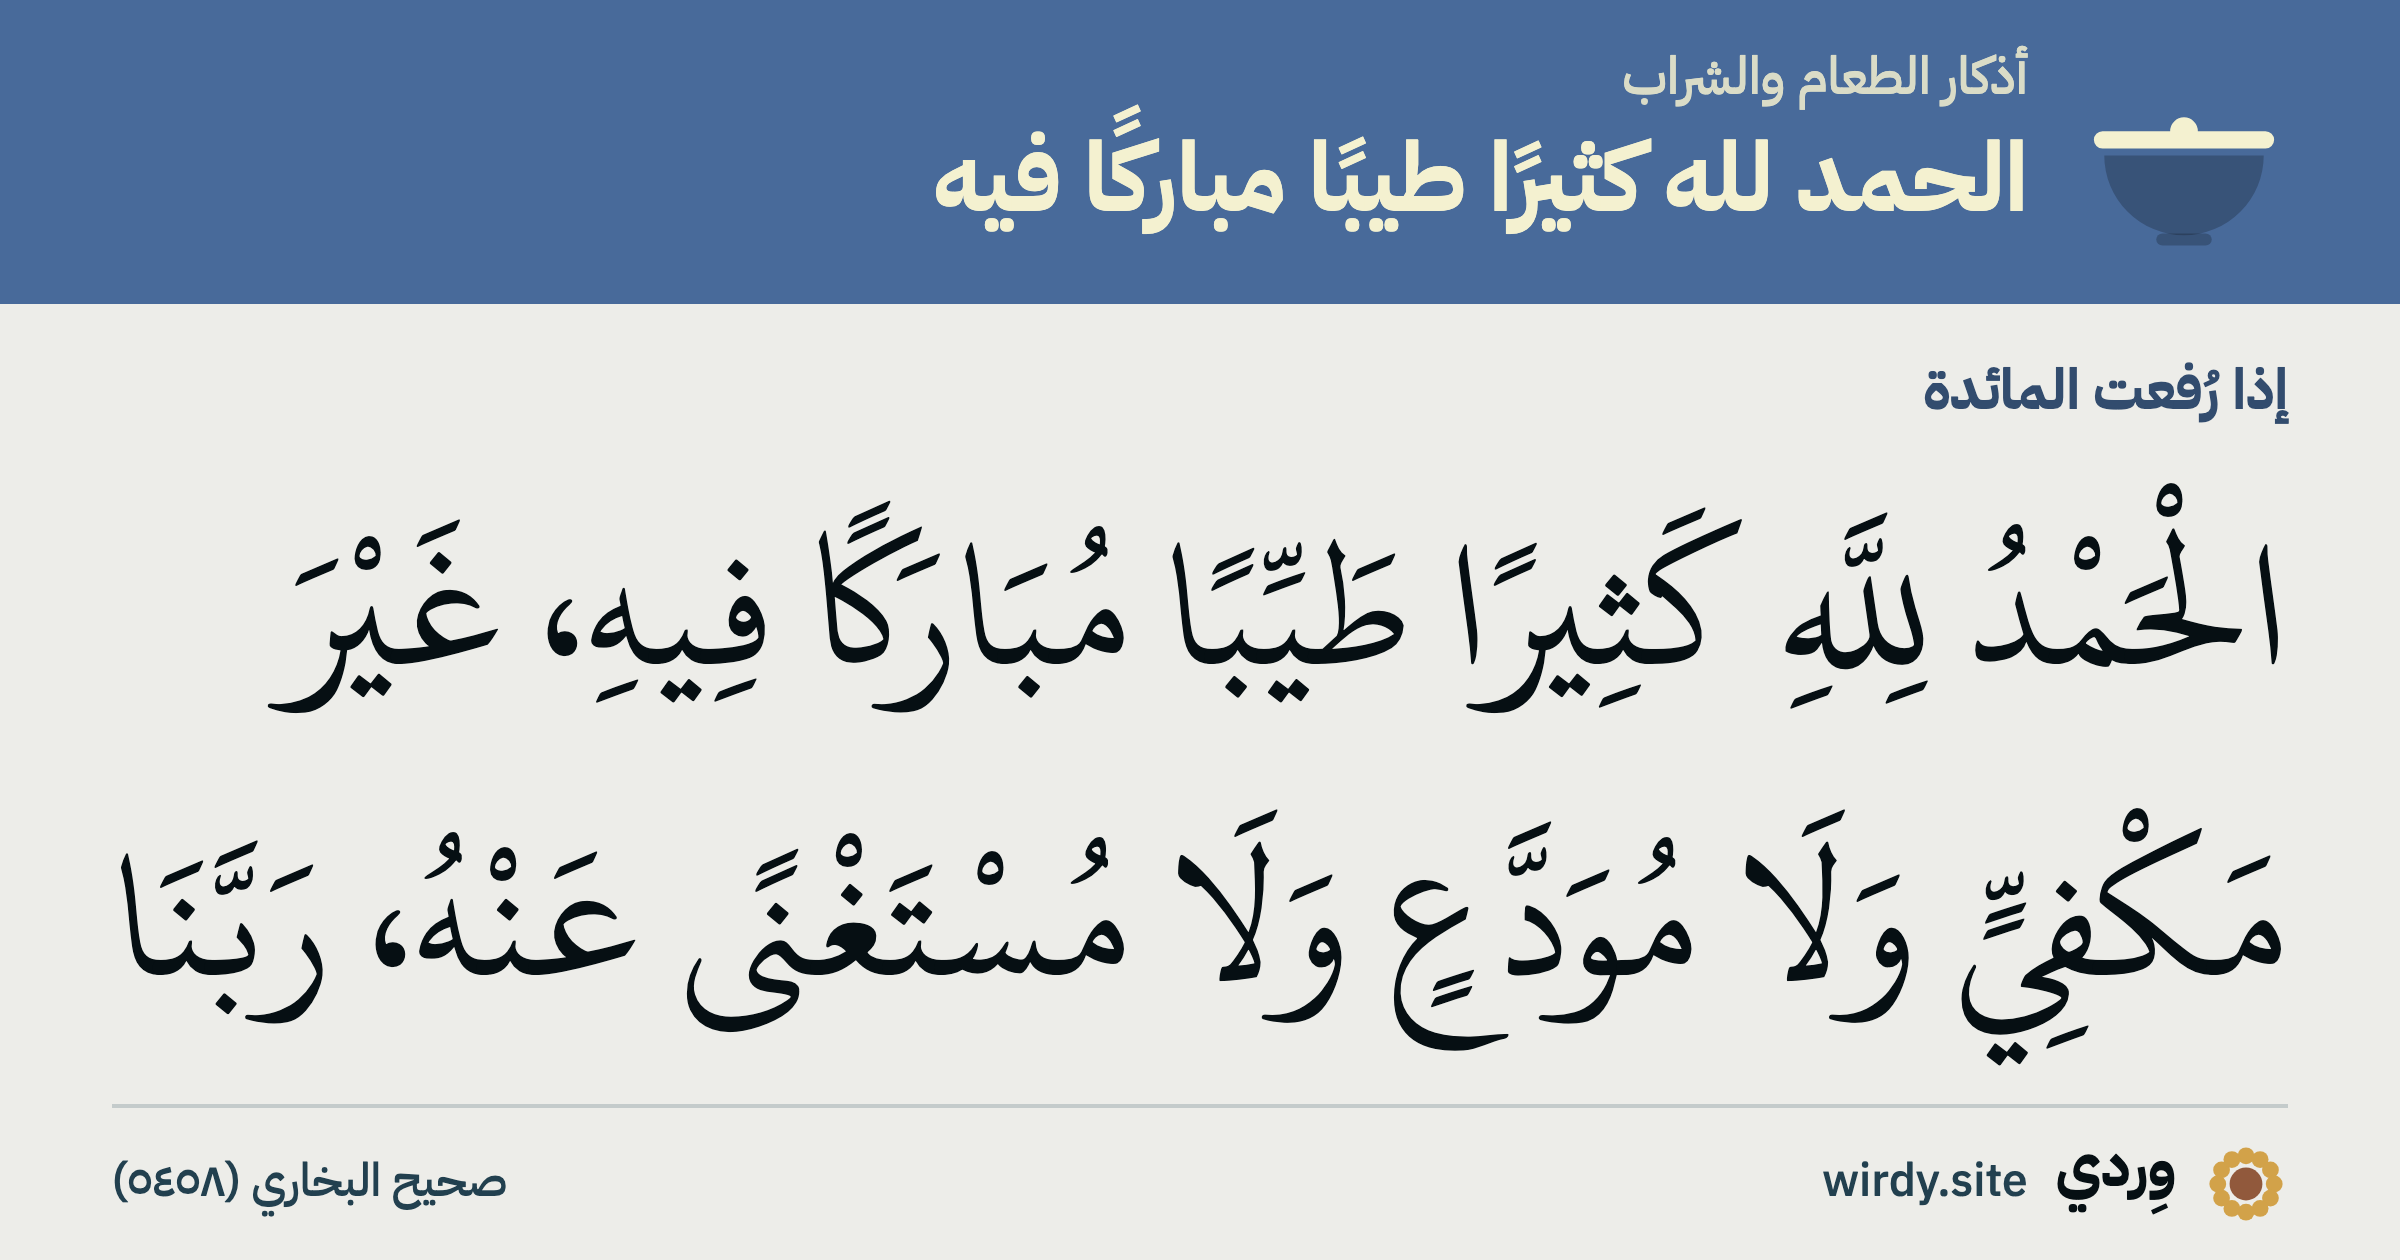 أذكار الطعام والشراب
الحمد لله كثيرًا طيبًا مباركًا فيه
إذا رُفعت المائدة
الْحَمْدُ لِلَّهِ كَثِيرًا طَيِّبًا مُبَارَكًا فِيهِ، غَيْرَ
مَكْفِيٍّ وَلَا مُوَدَّعٍ وَلَا مُسْتَغْنًى عَنْهُ، رَبَّنَا
وِردي wirdy.site
صحيح البخاري (٥٤٥٨)